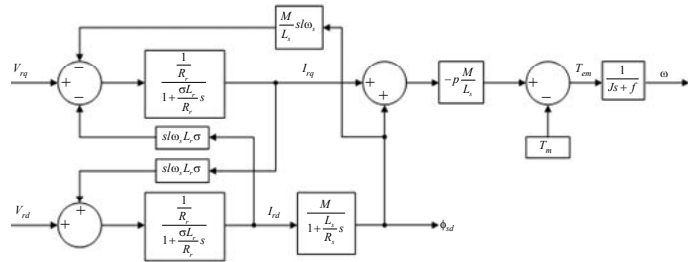 M
L_s slω_s
V_rq + − −
1
R_r
1+ σL_r/R_r s
I_rq
+ +
−p M/L_s
+ −
T_em
1
Js + f
ω
T_m
slω_s L_r σ
slω_s L_r σ
V_rd + +
1
R_r
1+ σL_r/R_r s
I_rd
M
1+ L_s/R_s s
ϕ_sd